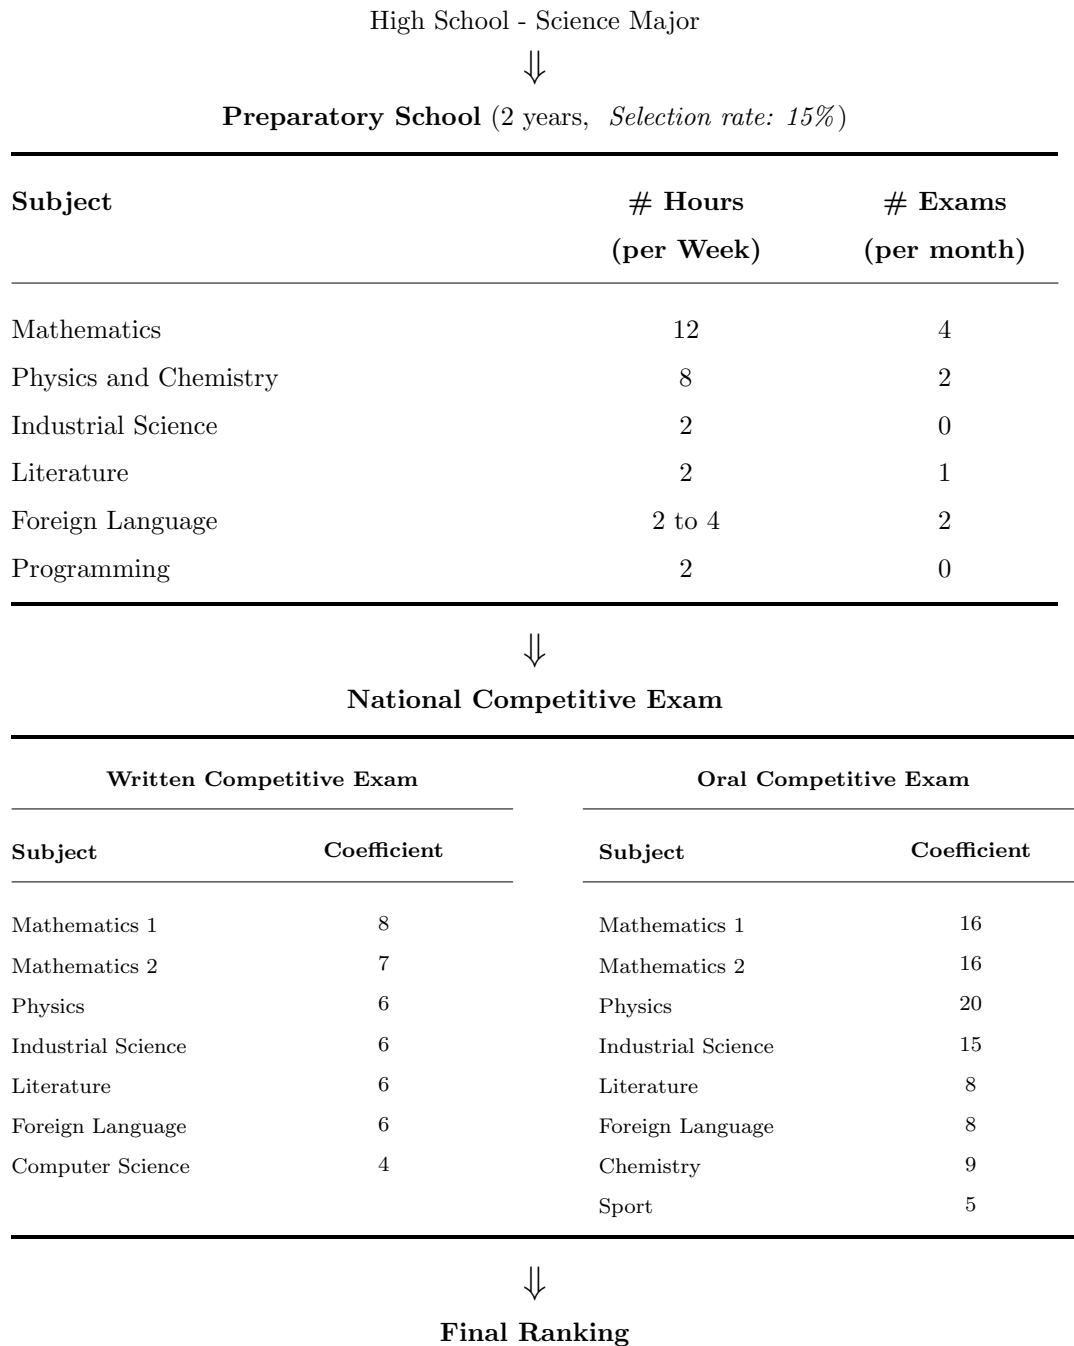 High School - Science Major
⇓
Preparatory School (2 years, Selection rate: 15%)
Subject # Hours # Exams
(per Week) (per month)
Mathematics 12 4
Physics and Chemistry 8 2
Industrial Science 2 0
Literature 2 1
Foreign Language 2 to 4 2
Programming 2 0
⇓
National Competitive Exam
Written Competitive Exam Oral Competitive Exam
Subject Coefficient Subject Coefficient
Mathematics 1 8 Mathematics 1 16
Mathematics 2 7 Mathematics 2 16
Physics 6 Physics 20
Industrial Science 6 Industrial Science 15
Literature 6 Literature 8
Foreign Language 6 Foreign Language 8
Computer Science 4 Chemistry 9
Sport 5
⇓
Final Ranking